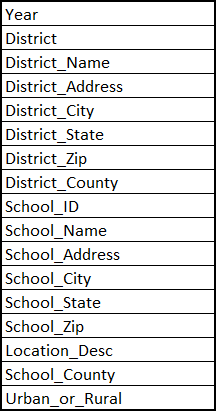 Year
District
District_Name
District_Address
District_City
District_State
District_Zip
District_County
School_ID
School_Name
School_Address
School_City
School_State
School_Zip
Location_Desc
School_County
Urban_or_Rural